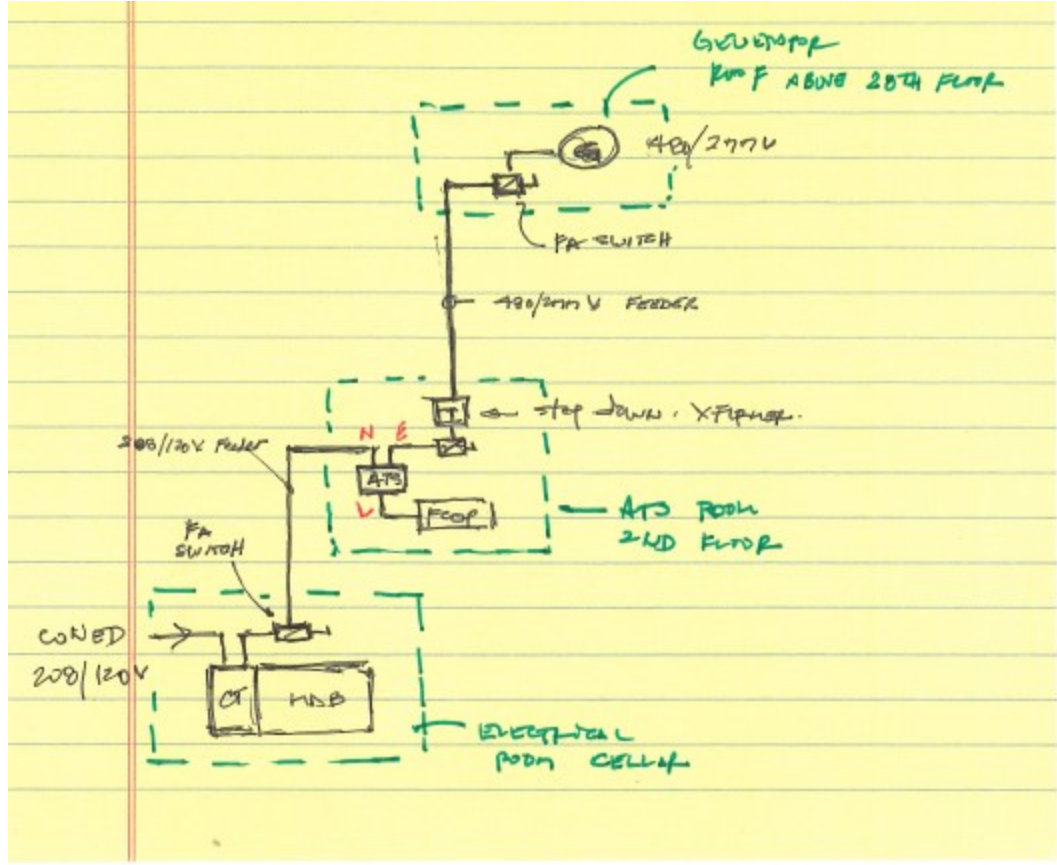 GENERATOR
ROOF ABOVE 28TH FLOOR
G
480/277V
FA SWITCH
480/277V FEEDER
T
step down. X-FORMER.
N E
208/120V Feeder
ATS
L
FCOP
ATS ROOM
2ND FLOOR
FA
SWITCH
CONED
208/120V
CT
MDB
ELECTRICAL
ROOM CELLAR